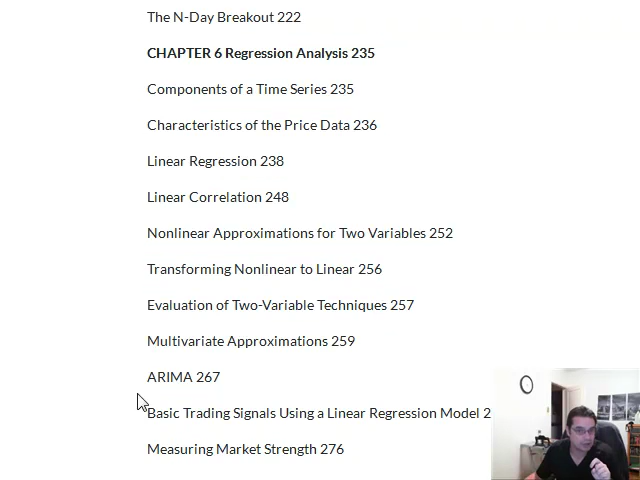 The N-Day Breakout 222
CHAPTER 6 Regression Analysis 235
Components of a Time Series 235
Characteristics of the Price Data 236
Linear Regression 238
Linear Correlation 248
Nonlinear Approximations for Two Variables 252
Transforming Nonlinear to Linear 256
Evaluation of Two-Variable Techniques 257
Multivariate Approximations 259
ARIMA 267
Basic Trading Signals Using a Linear Regression Model
Measuring Market Strength 276